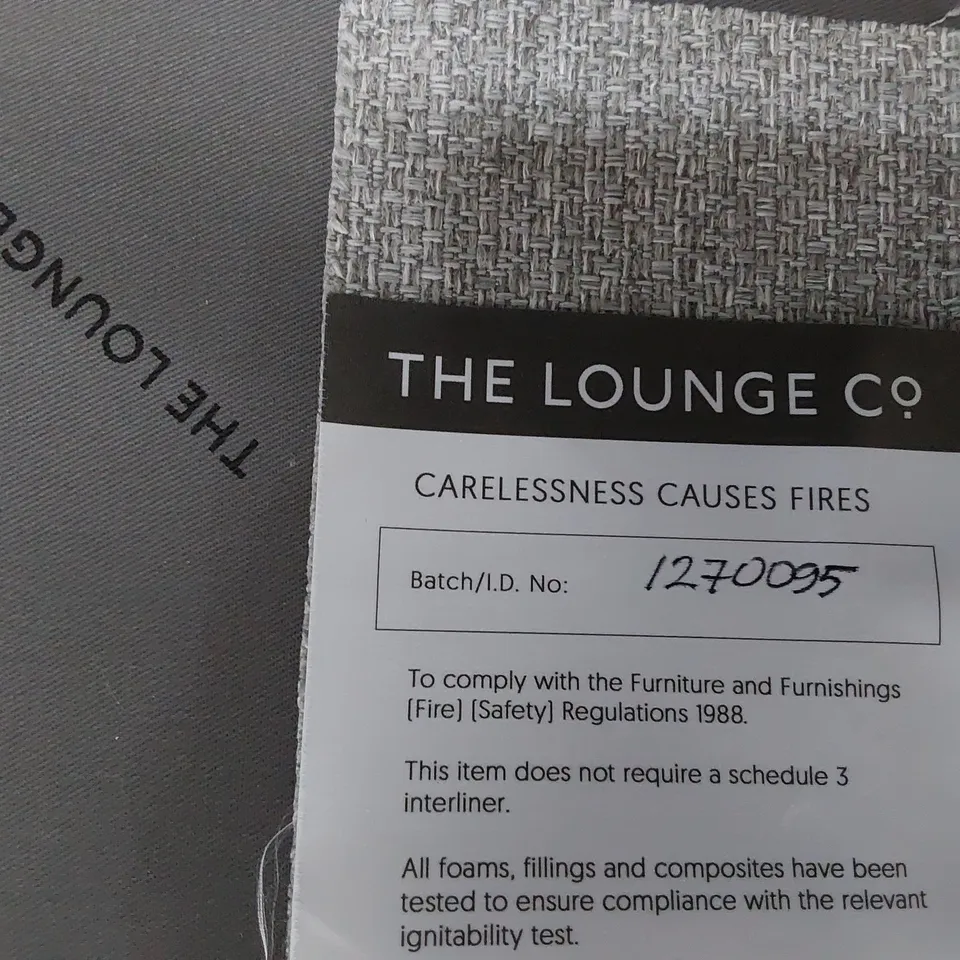 THE LOUNGE
THE LOUNGE Co.
CARELESSNESS CAUSES FIRES
Batch/I.D. No: 1270095
To comply with the Furniture and Furnishings
(Fire) (Safety) Regulations 1988.
This item does not require a schedule 3
interliner.
All foams, fillings and composites have been
tested to ensure compliance with the relevant
ignitability test.